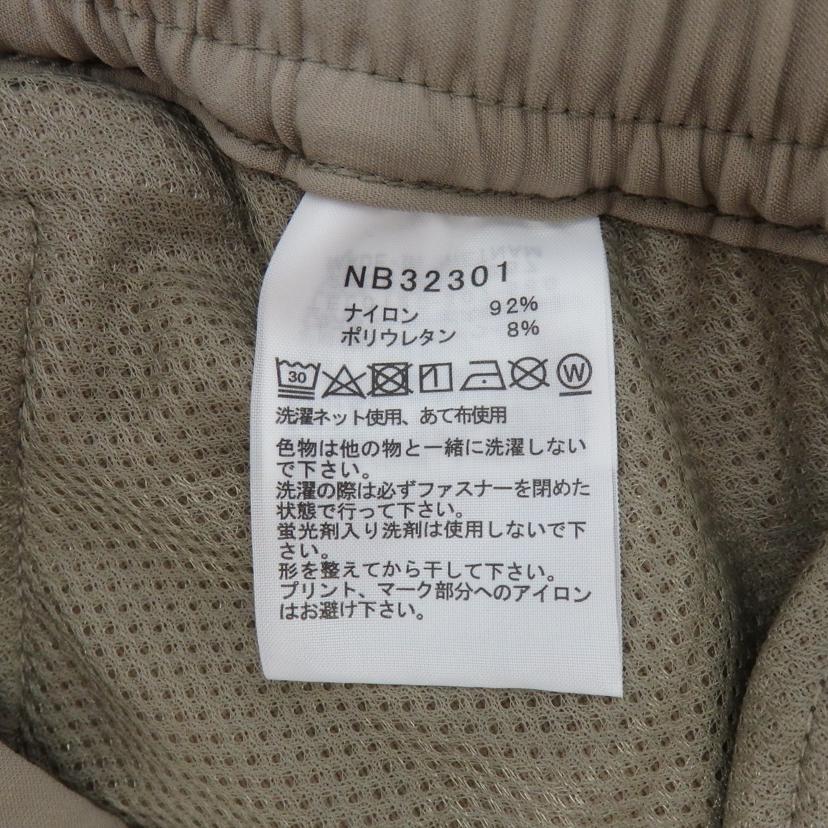 NB32301
ナイロン 92%
ポリウレタン 8%
30 W
洗濯ネット使用、あて布使用
色物は他の物と一緒に洗濯しない
で下さい。
洗濯の際は必ずファスナーを閉めた
状態で行って下さい。
蛍光剤入り洗剤は使用しないで下
さい。
形を整えてから干して下さい。
プリント、マーク部分へのアイロン
はお避け下さい。